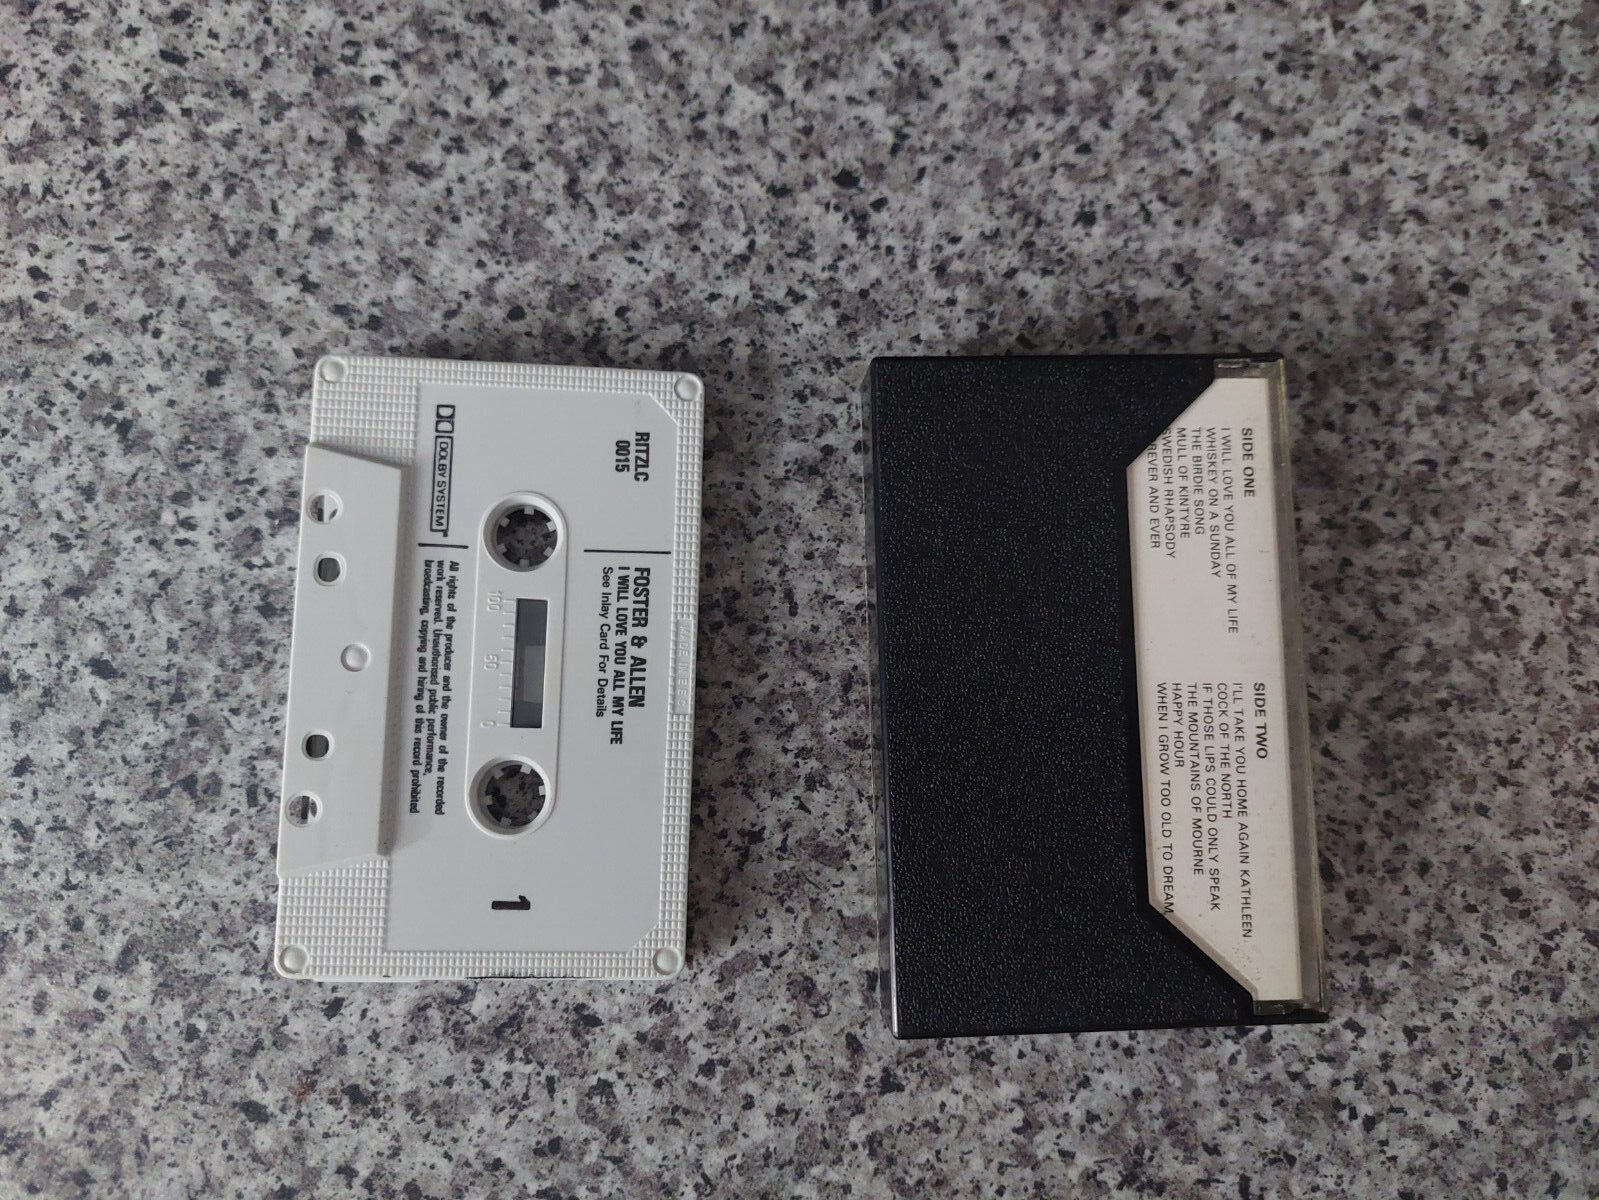 RITZLC
0015
FOSTER & ALLEN
I WILL LOVE YOU ALL MY LIFE
See Inlay Card For Details
MADE IN
100 50 0
1
DOLBY SYSTEM
All rights of the producer and the owner of the recorded
work reserved. Unauthorised public performance,
broadcasting, copying and hiring of this record prohibited
SIDE ONE
I WILL LOVE YOU ALL OF MY LIFE
WHISKEY ON A SUNDAY
THE BIRDIE SONG
MULL OF KINTYRE
SWEDISH RHAPSODY
REVER AND EVER
SIDE TWO
I'LL TAKE YOU HOME AGAIN KATHLEEN
COCK OF THE NORTH
IF THOSE LIPS COULD ONLY SPEAK
THE MOUNTAINS OF MOURNE
HAPPY HOUR
WHEN I GROW TOO OLD TO DREAM